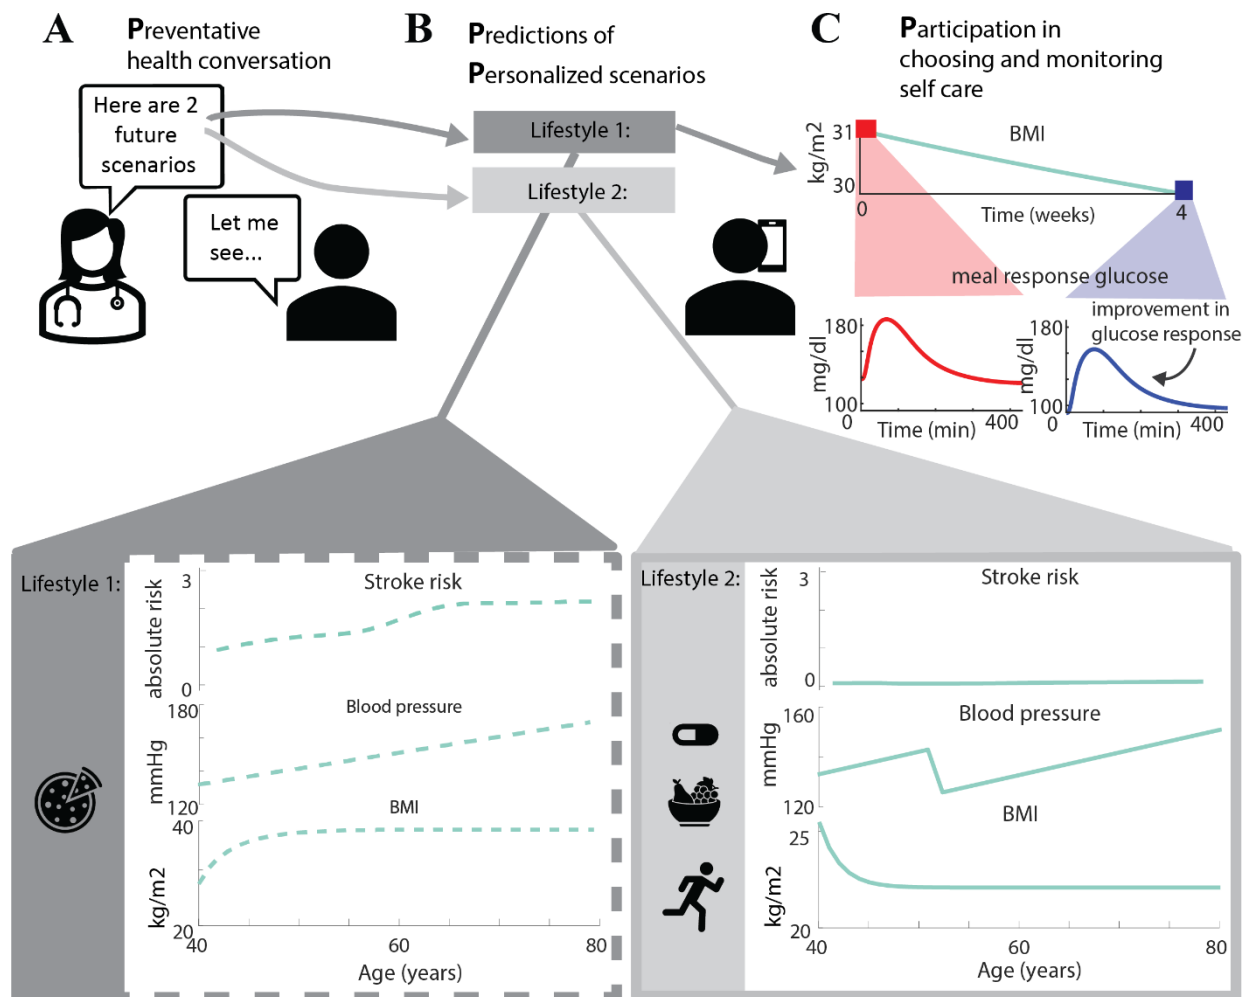 A
Preventative
health conversation
Here are 2
future
scenarios
Let me
see...
B
Predictions of
Personalized scenarios
Lifestyle 1:
Lifestyle 2:
C
Participation in
choosing and monitoring
self care
BMI
kg/m2
31
30
0
Time (weeks)
4
meal response glucose
improvement in
glucose response
mg/dl
180
100
0
Time (min)
400
mg/dl
180
100
0
Time (min)
400
Lifestyle 1:
Stroke risk
absolute risk
3
0
Blood pressure
mmHg
180
120
BMI
kg/m2
40
20
40
60
80
Age (years)
Lifestyle 2:
Stroke risk
absolute risk
3
0
Blood pressure
mmHg
160
120
BMI
kg/m2
25
20
40
60
80
Age (years)